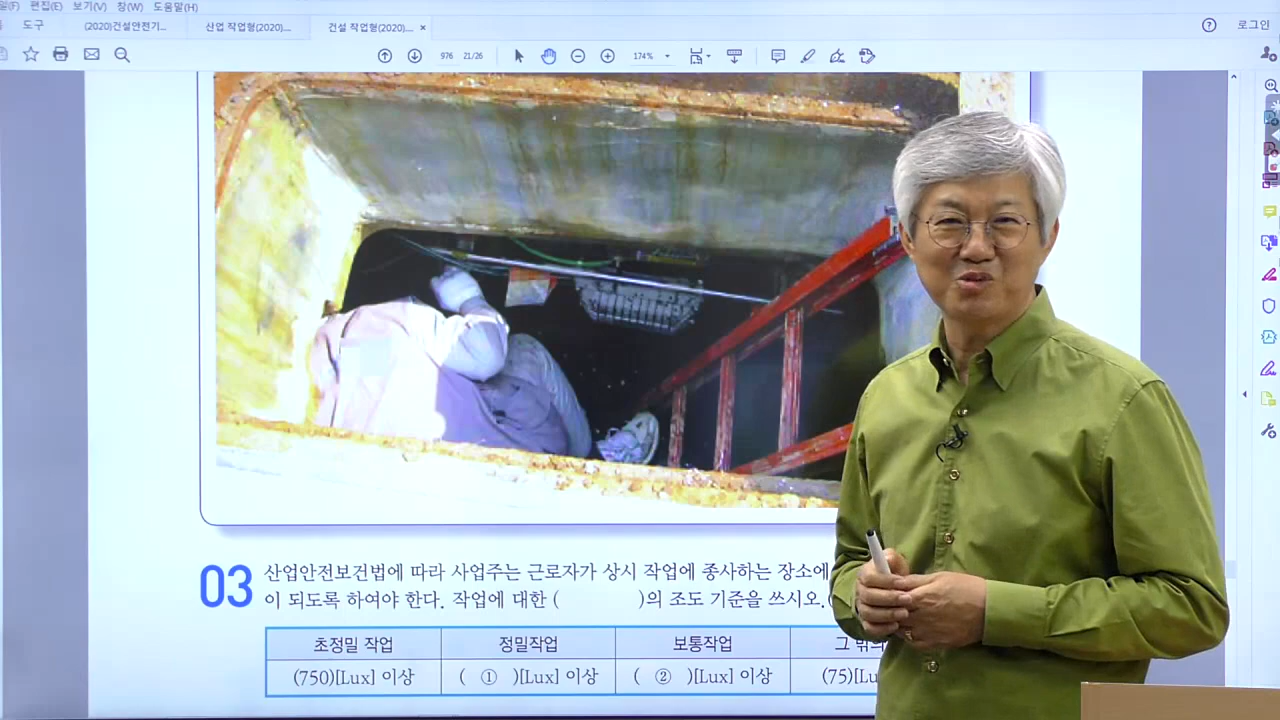 편집(E) 보기(V) 창(W) 도움말(H)
도구 (2020)건설안전기... 산업 작업형(2020).... 건설 작업형(2020).... × ? 로그인
976 21/26 174%
03 산업안전보건법에 따라 사업주는 근로자가 상시 작업에 종사하는 장소에
이 되도록 하여야 한다. 작업에 대한 ( )의 조도 기준을 쓰시오.(
초정밀 작업 정밀작업 보통작업 그 밖의
(750)[Lux] 이상 ( ① )[Lux] 이상 ( ② )[Lux] 이상 (75)[Lu